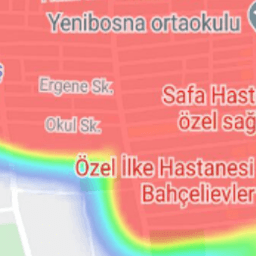 Yenibosna ortaokulu
Ergene Sk.
Safa Hast
özel sağ
Okul Sk.
Özel İlke Hastanesi
Bahçelievler